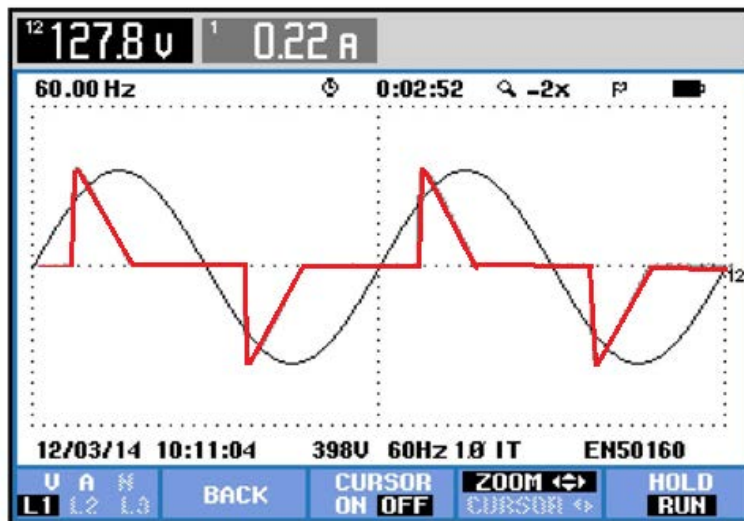 12 127.8 V 1 0.22 A
60.00 Hz 0:02:52 -2x
12
12/03/14 10:11:04 398V 60Hz 1Ø IT EN50160
V A N BACK CURSOR ZOOM HOLD
L1 L2 L3 ON OFF CURSOR RUN